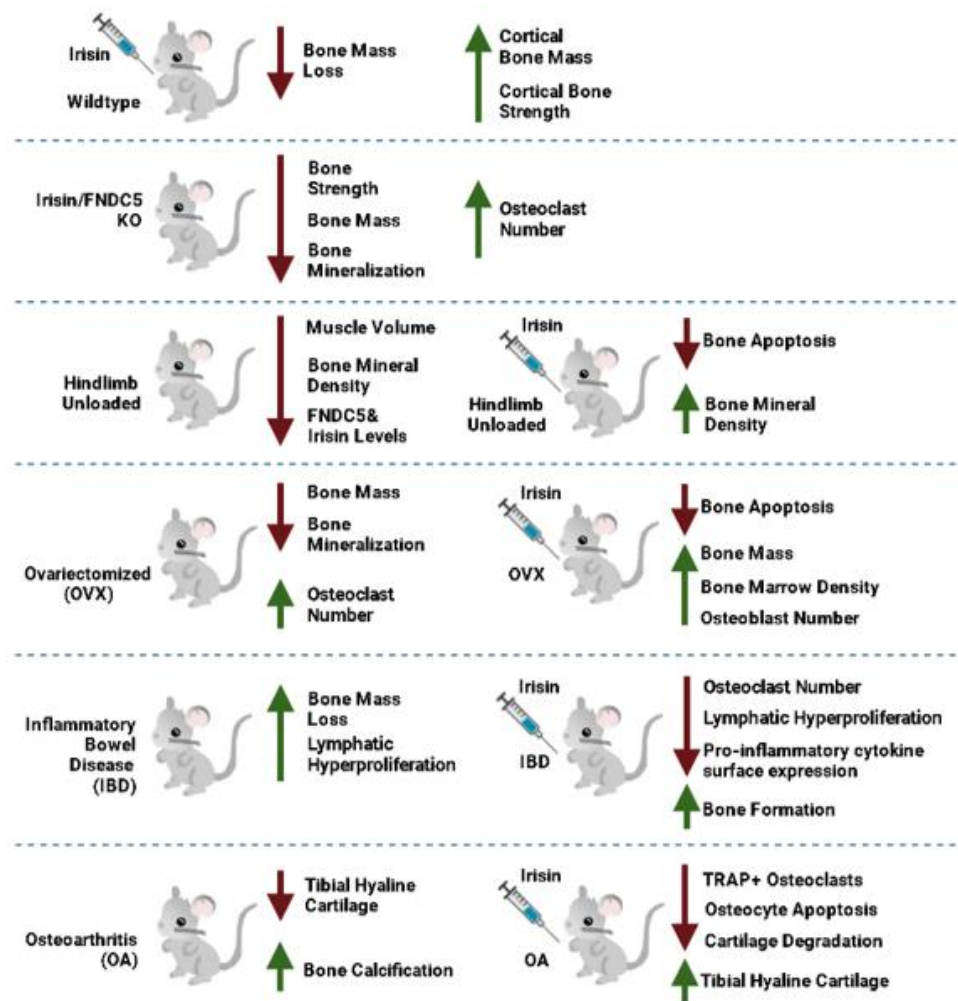 Irisin
Wildtype
Bone Mass
Loss
Cortical
Bone Mass
Cortical Bone
Strength
Irisin/FNDC5
KO
Bone
Strength
Bone Mass
Bone
Mineralization
Osteoclast
Number
Hindlimb
Unloaded
Muscle Volume
Bone Mineral
Density
FNDC5&
Irisin Levels
Irisin
Hindlimb
Unloaded
Bone Apoptosis
Bone Mineral
Density
Ovariectomized
(OVX)
Bone Mass
Bone
Mineralization
Osteoclast
Number
Irisin
OVX
Bone Apoptosis
Bone Mass
Bone Marrow Density
Osteoblast Number
Inflammatory
Bowel
Disease
(IBD)
Bone Mass
Loss
Lymphatic
Hyperproliferation
Irisin
IBD
Osteoclast Number
Lymphatic Hyperproliferation
Pro-inflammatory cytokine
surface expression
Bone Formation
Osteoarthritis
(OA)
Tibial Hyaline
Cartilage
Bone Calcification
Irisin
OA
TRAP+ Osteoclasts
Osteocyte Apoptosis
Cartilage Degradation
Tibial Hyaline Cartilage